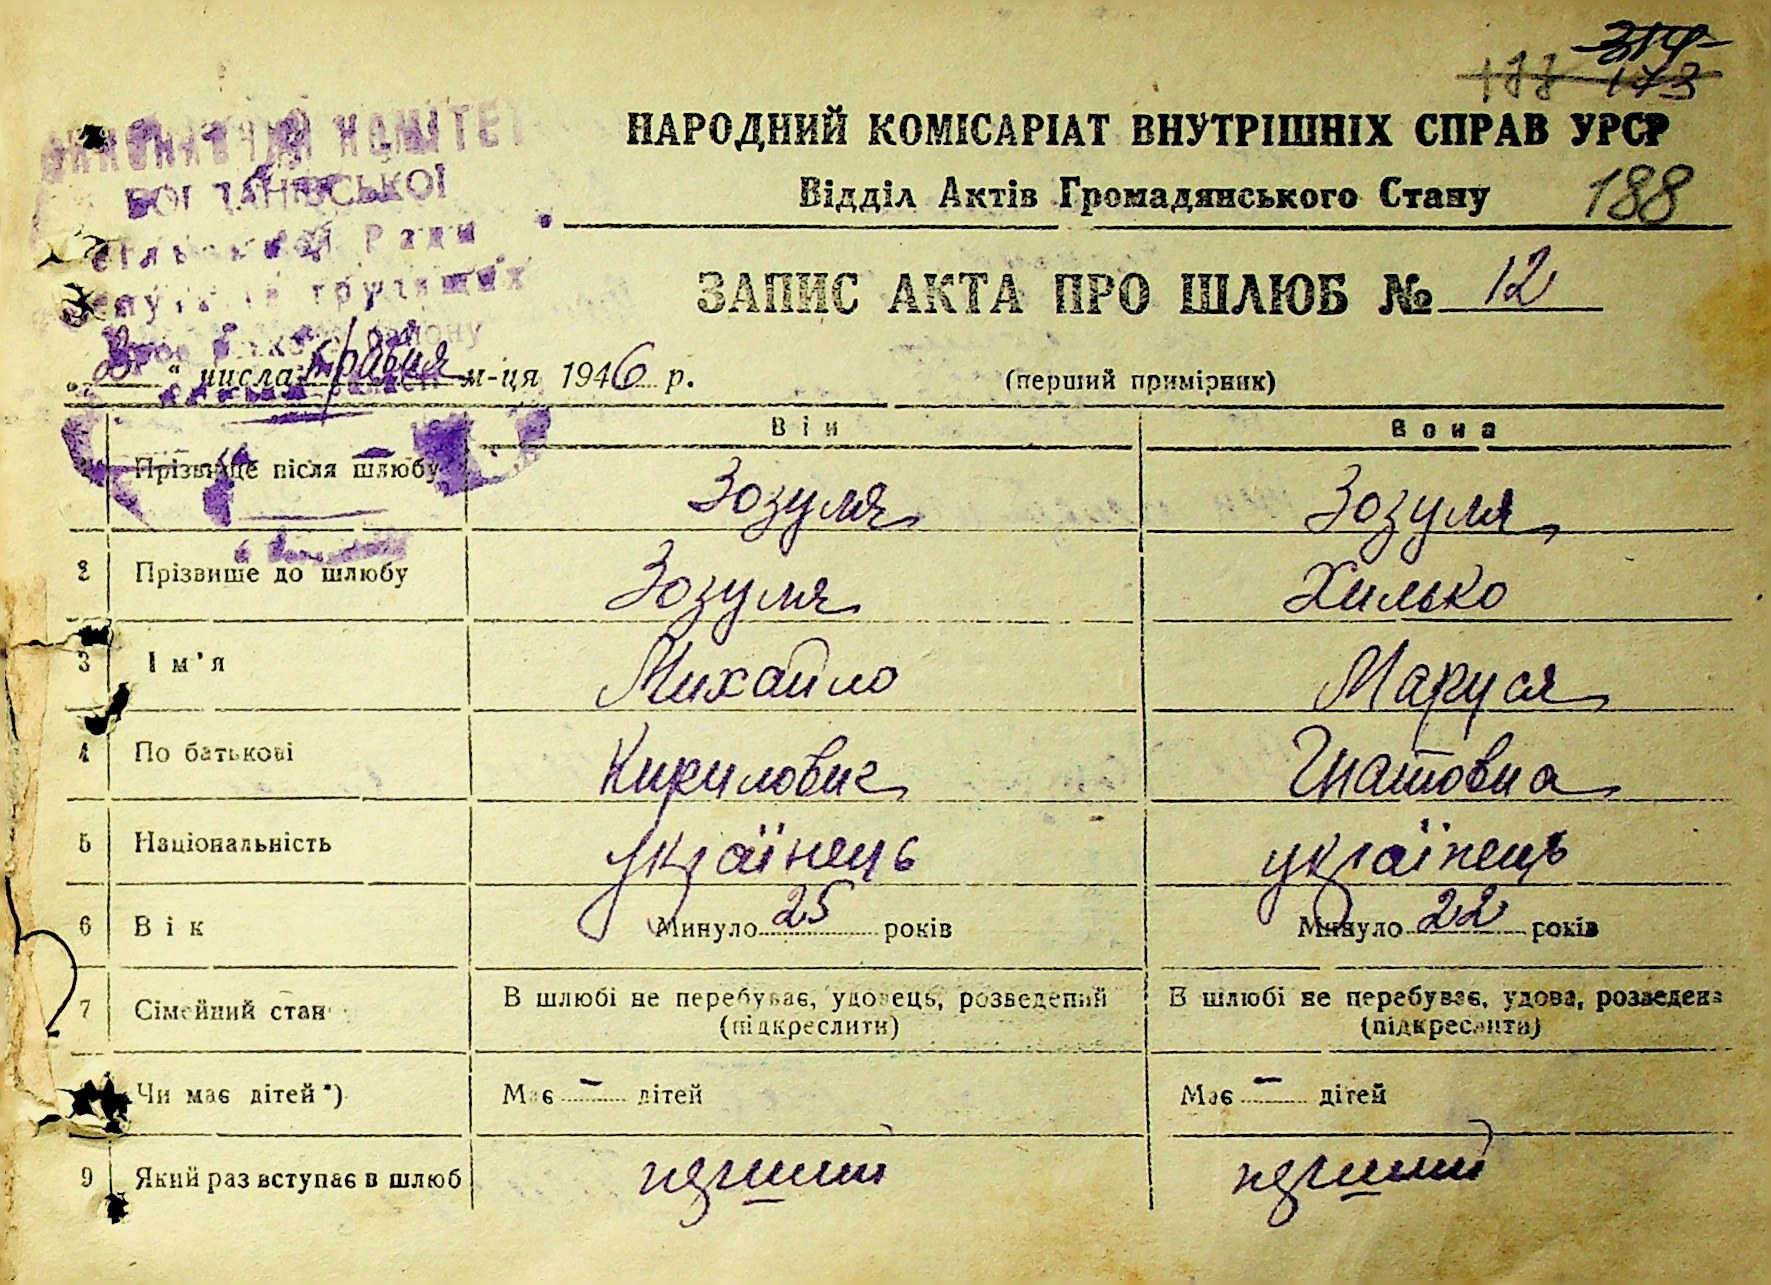 188
НАРОДНИЙ КОМІСАРІАТ ВНУТРІШНІХ СПРАВ УРСР
Відділ Актів Громадянського Стану
ВИКОНАВЧИЙ КОМІТЕТ
ЗАПИС АКТА ПРО ШЛЮБ № 12
числа травня м-ця 1946 р.
(перший примірник)
Він Вона
Прізвище після шлюбу Зозуля Зозуля
2 Прізвише до шлюбу Зозуля Хилько
3 Ім'я Михайло Маруся
4 По батькові Кирилович Гнатовна
5 Національність українець українець
6 Вік Минуло 25 років Минуло 22 років
7 Сімейний стан В шлюбі не перебуває, удовець, розведений (підкреслити) В шлюбі не перебуває, удова, розведена (підкреслити)
Чи має дітей *) Має — дітей Має — дітей
9 Який раз вступає в шлюб перший перший